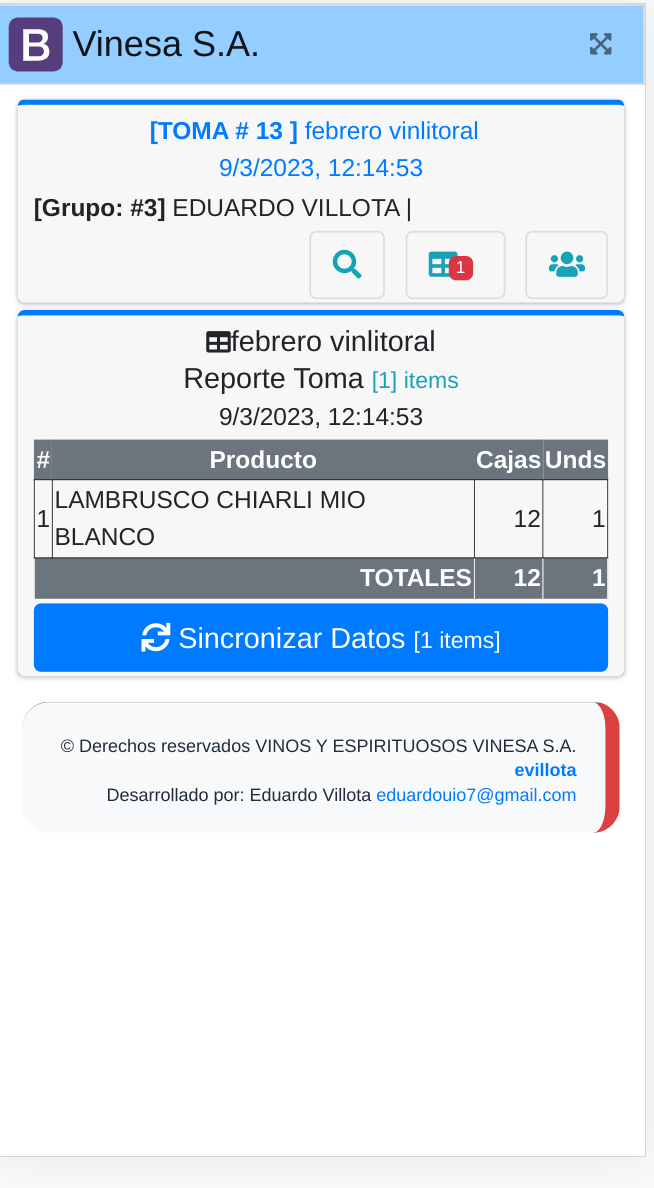 B Vinesa S.A.
[TOMA # 13 ] febrero vinlitoral
9/3/2023, 12:14:53
[Grupo: #3] EDUARDO VILLOTA |
1
febrero vinlitoral
Reporte Toma [1] items
9/3/2023, 12:14:53
# Producto Cajas Unds
1 LAMBRUSCO CHIARLI MIO BLANCO 12 1
TOTALES 12 1
Sincronizar Datos [1 items]
© Derechos reservados VINOS Y ESPIRITUOSOS VINESA S.A.
evillota
Desarrollado por: Eduardo Villota eduardouio7@gmail.com